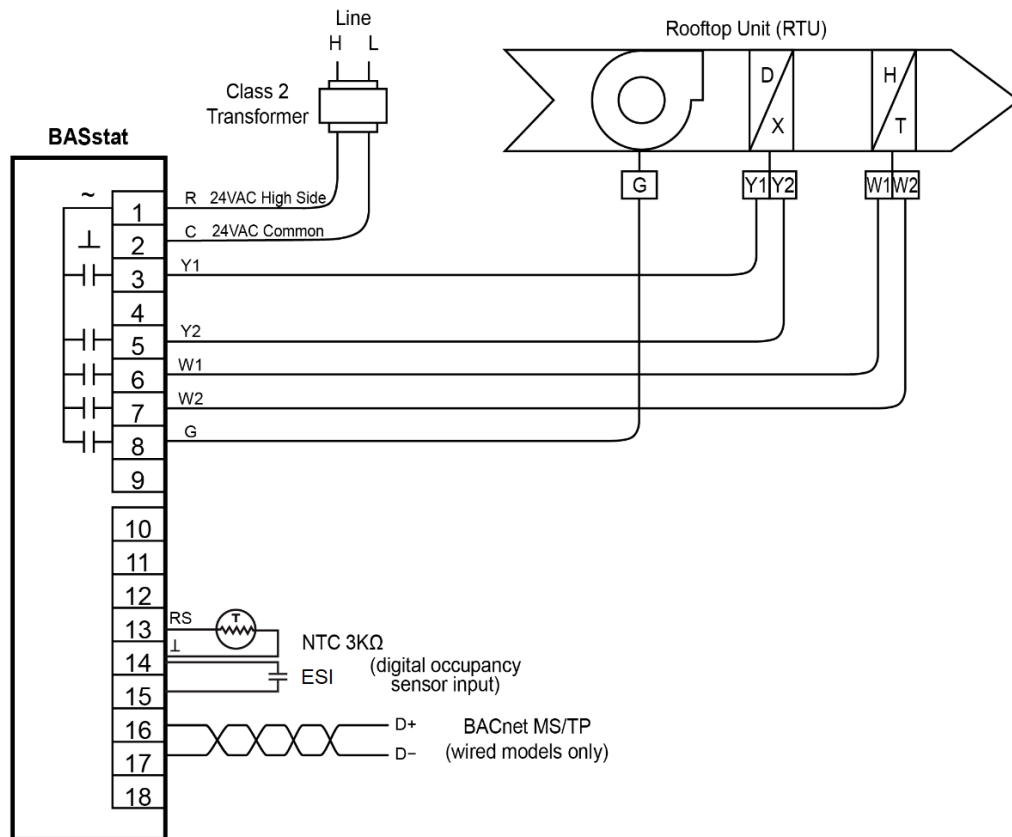 Line
H L
Class 2
Transformer
Rooftop Unit (RTU)
D
X
H
T
BASstat
G
Y1 Y2
W1 W2
~
1
R 24VAC High Side
⊥
2
C 24VAC Common
3
Y1
4
5
Y2
6
W1
7
W2
8
G
9
10
11
12
13
RS
T
NTC 3KΩ
⊥
14
ESI
(digital occupancy
sensor input)
15
16
D+
BACnet MS/TP
(wired models only)
17
D−
18